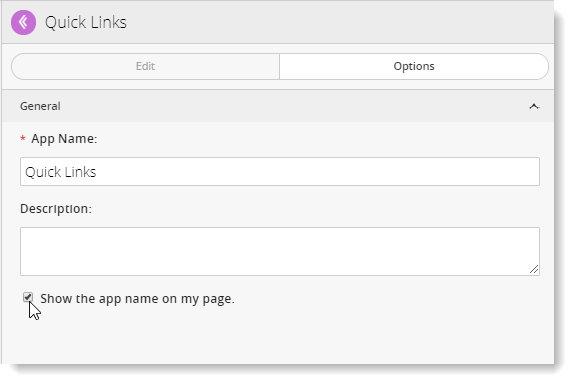 Quick Links
Edit Options
General
* App Name:
Quick Links
Description:
Show the app name on my page.